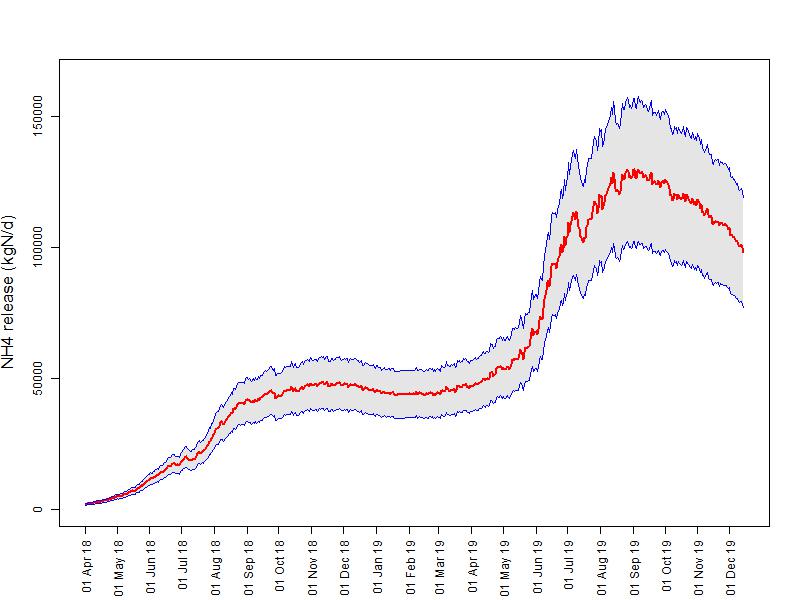 NH4 release (kgN/d)
150000
100000
50000
0
01 Apr 18
01 May 18
01 Jun 18
01 Jul 18
01 Aug 18
01 Sep 18
01 Oct 18
01 Nov 18
01 Dec 18
01 Jan 19
01 Feb 19
01 Mar 19
01 Apr 19
01 May 19
01 Jun 19
01 Jul 19
01 Aug 19
01 Sep 19
01 Oct 19
01 Nov 19
01 Dec 19